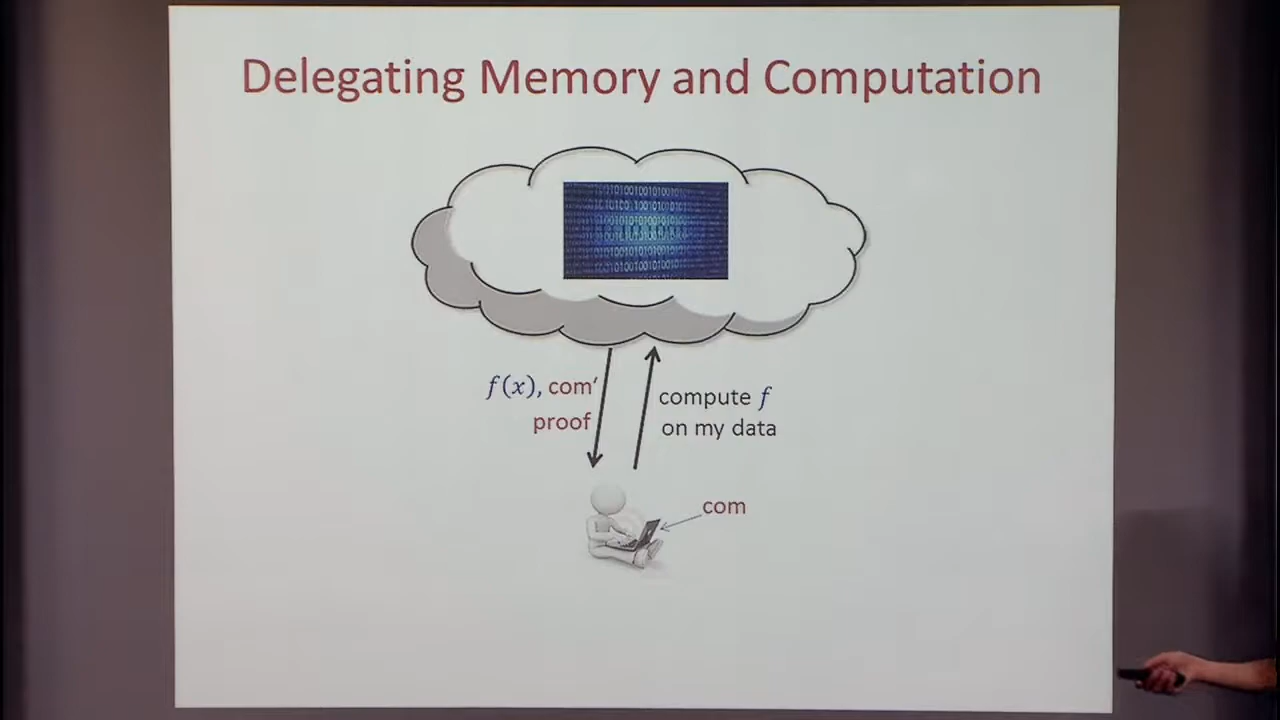 Delegating Memory and Computation
f(x), com′
proof
compute f
on my data
com